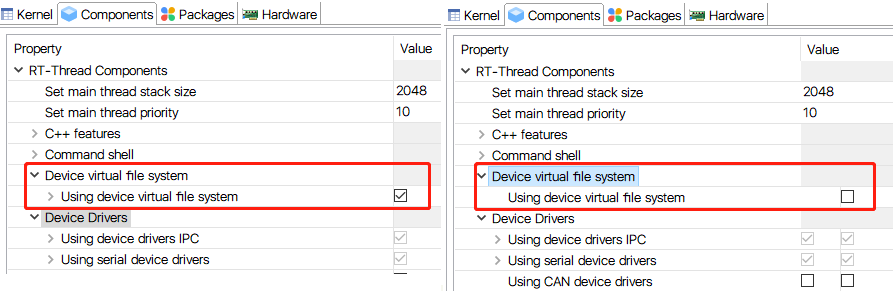 Kernel Components Packages Hardware
Property Value
RT-Thread Components
Set main thread stack size 2048
Set main thread priority 10
C++ features
Command shell
Device virtual file system
Using device virtual file system
Device Drivers
Using device drivers IPC
Using serial device drivers
Kernel Components Packages Hardware
Property Value
RT-Thread Components
Set main thread stack size 2048
Set main thread priority 10
C++ features
Command shell
Device virtual file system
Using device virtual file system
Device Drivers
Using device drivers IPC
Using serial device drivers
Using CAN device drivers